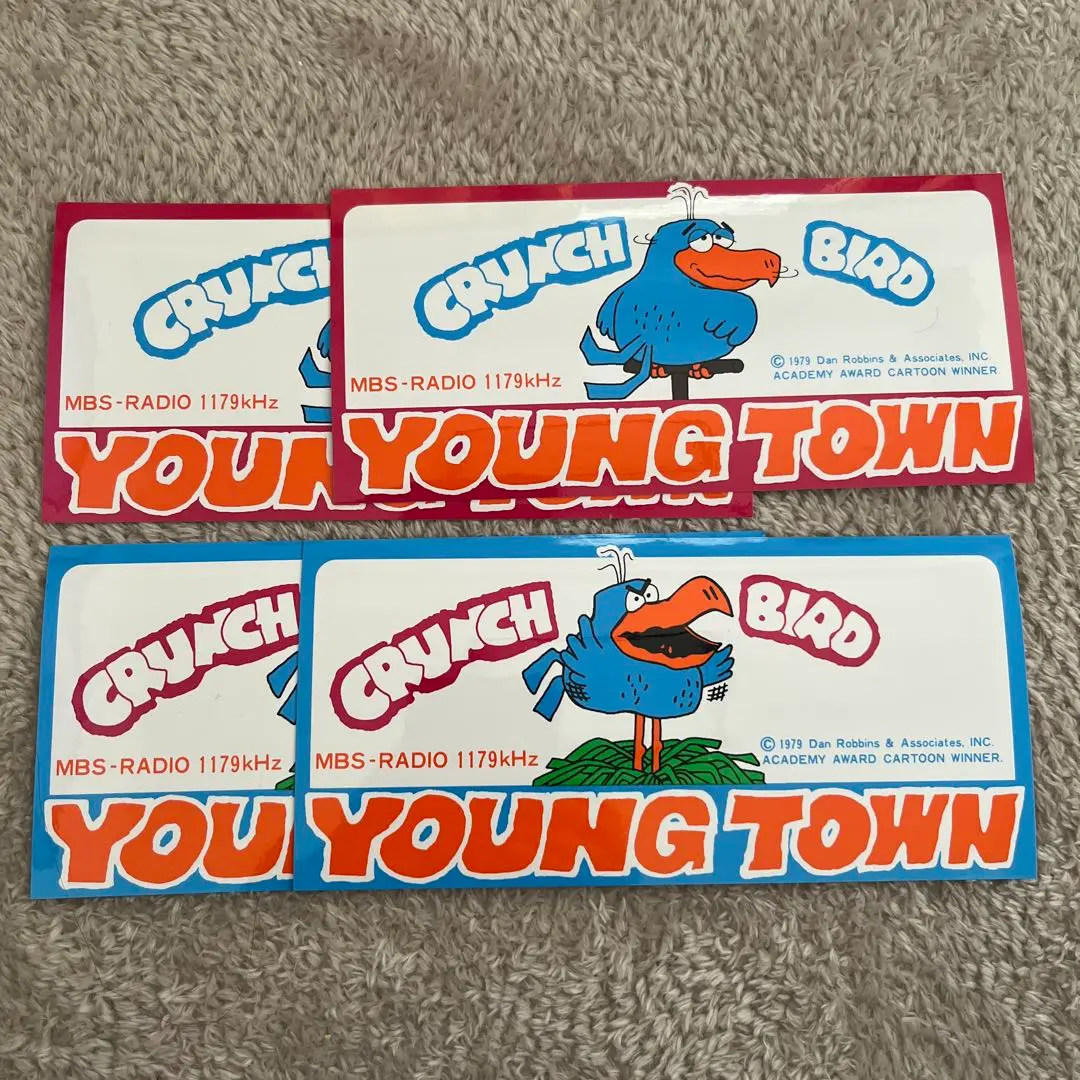 CRUNCH
MBS-RADIO 1179kHz
YOUN
CRUNCH BIRD
MBS-RADIO 1179kHz
© 1979 Dan Robbins & Associates, INC.
ACADEMY AWARD CARTOON WINNER.
YOUNG TOWN
CRUNCH
MBS-RADIO 1179kHz
YOU
CRUNCH BIRD
MBS-RADIO 1179kHz
© 1979 Dan Robbins & Associates, INC.
ACADEMY AWARD CARTOON WINNER.
YOUNG TOWN